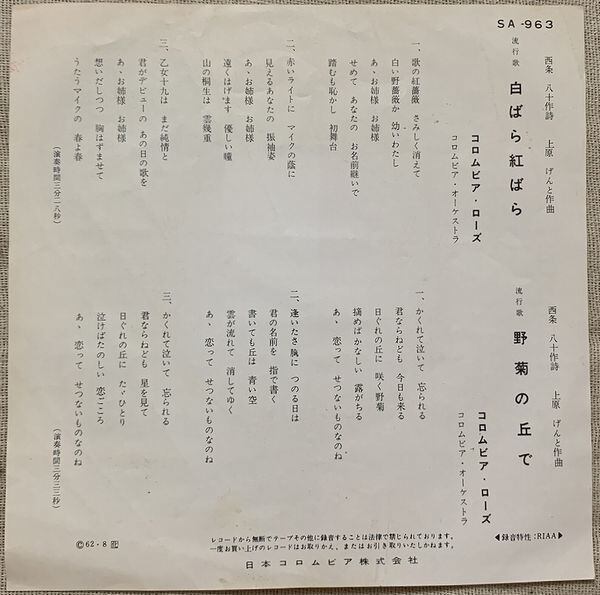 SA-963
西条 八十作詩　上原 げんと作曲
流行歌 白ばら紅ばら
コロムビア・ローズ
コロムビア・オーケストラ
一、歌の紅薔薇 さみしく消えて
白い野薔薇か 幼いわたし
あゝお姉様 お姉様
せめて あなたの お名前継いで
踏むも恥かし 初舞台
二、赤いライトに マイクの蔭に
見えるあなたの 振袖姿
あゝお姉様 お姉様
遠くはげます 優しい瞳
山の桐生は 雲幾重
三、乙女十九は まだ純情と
君がデビューの あの日の歌を
あゝお姉様 お姉様
想いだしつつ 胸はずませて
うたうマイクの 春よ春
（演奏時間三分二八秒）
西条 八十作詩　上原 げんと作曲
流行歌 野菊の丘で
コロムビア・ローズ
コロムビア・オーケストラ
一、かくれて泣いて 忘られる
君ならねども 今日も来る
日ぐれの丘に 咲く野菊
摘めばかなしい 露がちる
あゝ 恋って せつないものなのね
二、逢いたさ胸に つのる日は
君の名前を 指で書く
書いても丘は 青い空
雲が流れて 消してゆく
あゝ 恋って せつないものなのね
三、かくれて泣いて 忘られる
君ならねども 星を見て
日ぐれの丘に たゞひとり
泣けばたのしい 恋ごころ
あゝ 恋って せつないものなのね
（演奏時間三分二三秒）
◀録音特性：RIAA▶
レコードから無断でテープその他に録音することは法律で禁じられております。
一度お買い上げのレコードはお取りかえ、またはお引き取りいたしかねます。
日本コロムビア株式会社
Ⓒ62・8